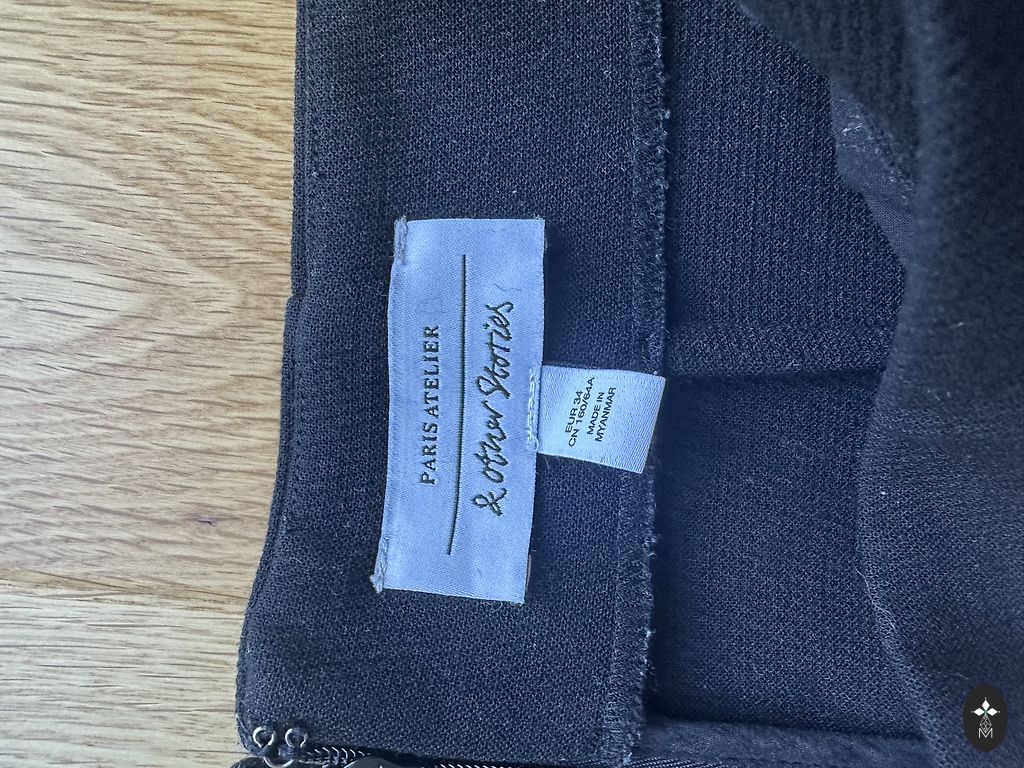 PARIS ATELIER
& other Stories
EUR 34
CN 160/64A
MADE IN
MYANMAR
M